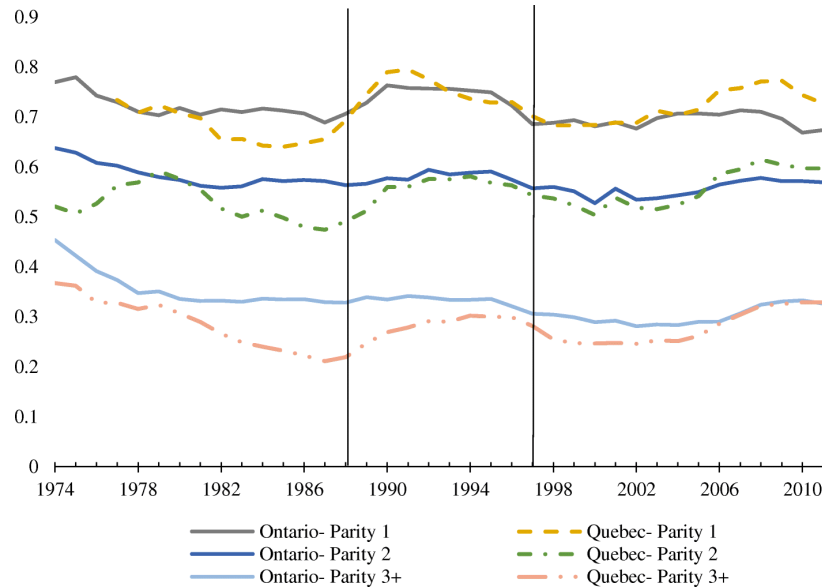 0.9
0.8
0.7
0.6
0.5
0.4
0.3
0.2
0.1
0
1974 1978 1982 1986 1990 1994 1998 2002 2006 2010
Ontario- Parity 1 Quebec- Parity 1
Ontario- Parity 2 Quebec- Parity 2
Ontario- Parity 3+ Quebec- Parity 3+